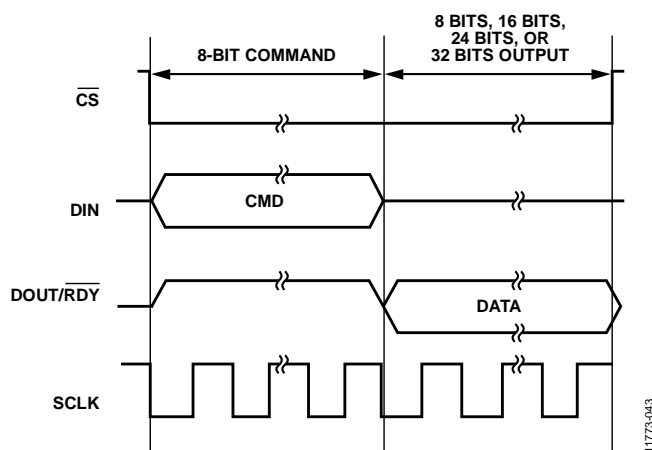 8 BITS, 16 BITS,
24 BITS, OR
32 BITS OUTPUT
8-BIT COMMAND
CS
DIN
CMD
DOUT/RDY
DATA
SCLK
11773-043